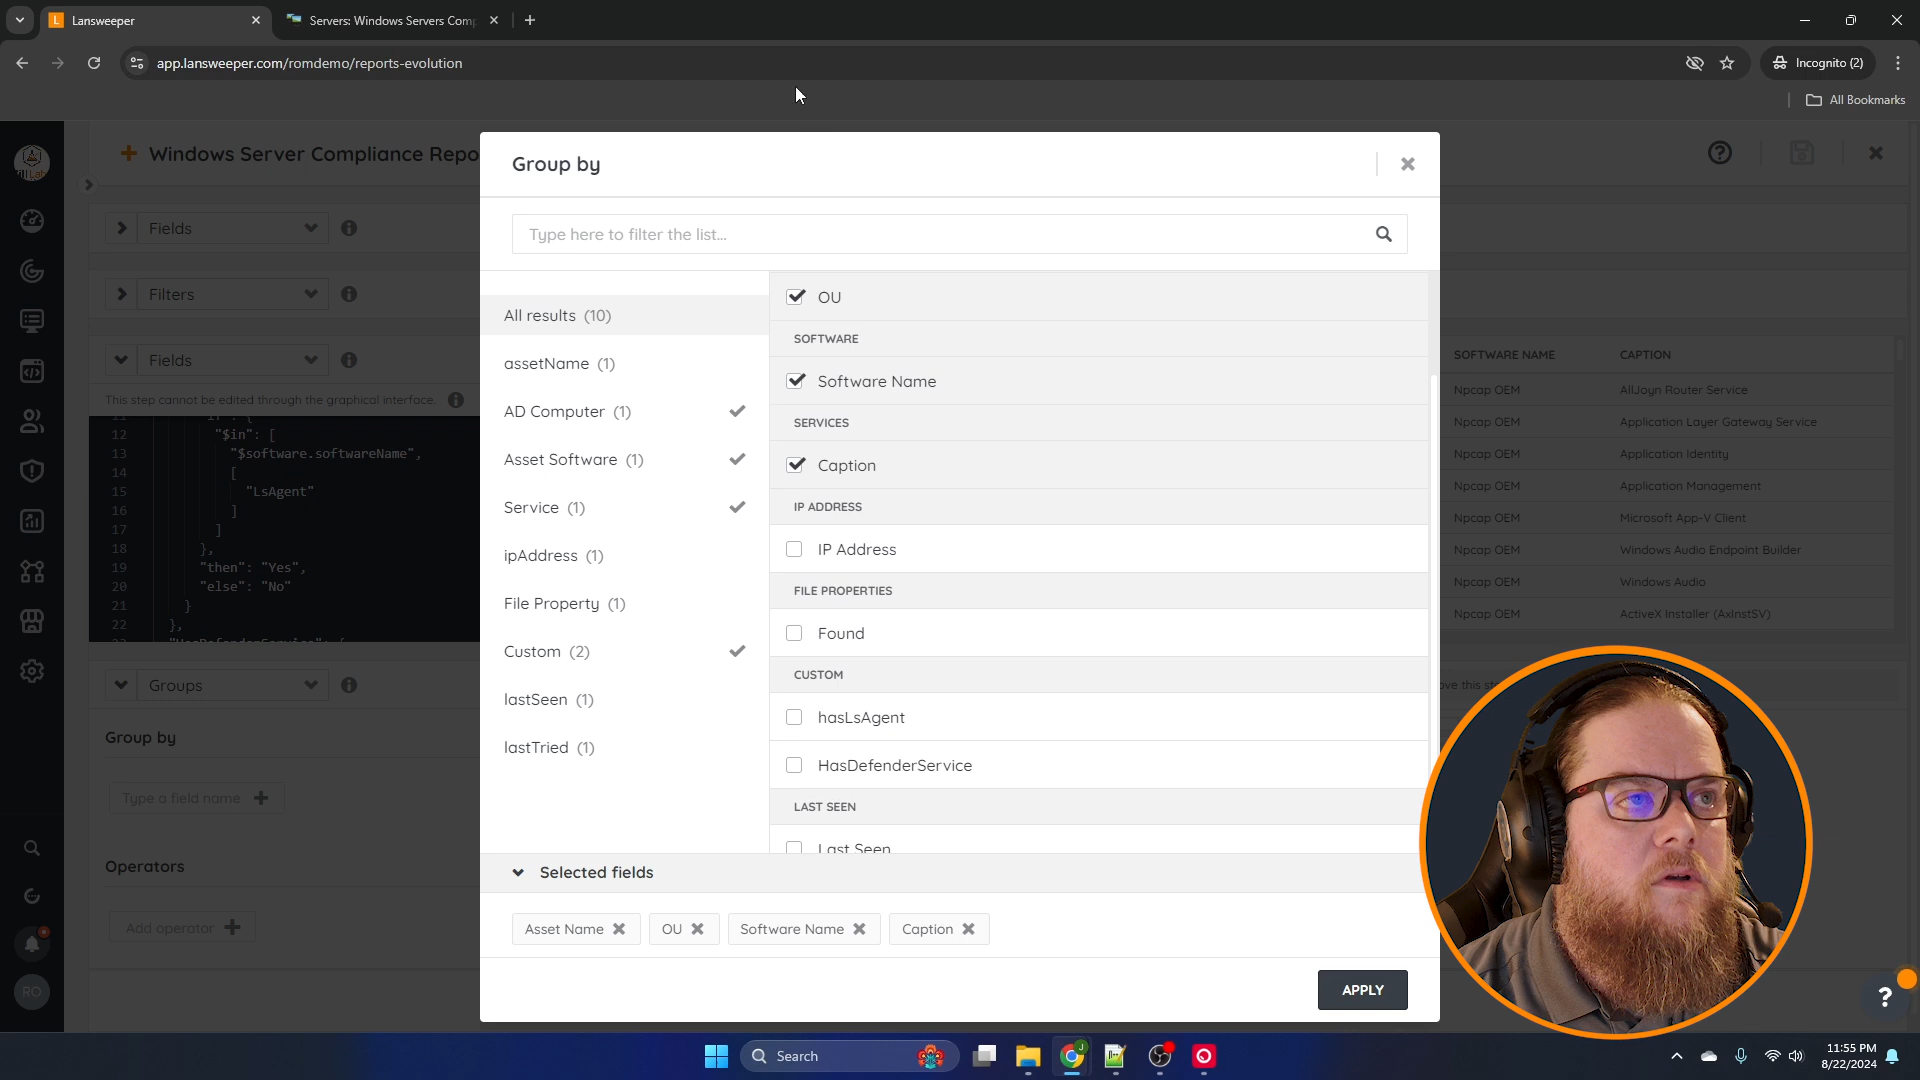 Lansweeper
Servers: Windows Servers Comp
app.lansweeper.com/romdemo/reports-evolution
Incognito (2)
All Bookmarks
Windows Server Compliance Repo
Group by
Type here to filter the list...
Fields
Filters
Fields
This step cannot be edited through the graphical interface.
12 "$in": [
13 "$software.softwareName",
14 [
15 "LsAgent"
16 ]
17 ]
18 },
19 "then": "Yes",
20 "else": "No"
21 }
22 },
Groups
Group by
Type a field name
Operators
Add operator
All results (10)
assetName (1)
AD Computer (1)
Asset Software (1)
Service (1)
ipAddress (1)
File Property (1)
Custom (2)
lastSeen (1)
lastTried (1)
OU
SOFTWARE
Software Name
SERVICES
Caption
IP ADDRESS
IP Address
FILE PROPERTIES
Found
CUSTOM
hasLsAgent
HasDefenderService
LAST SEEN
Last Seen
Selected fields
Asset Name
OU
Software Name
Caption
APPLY
SOFTWARE NAME CAPTION
Npcap OEM AllJoyn Router Service
Npcap OEM Application Layer Gateway Service
Npcap OEM Application Identity
Npcap OEM Application Management
Npcap OEM Microsoft App-V Client
Npcap OEM Windows Audio Endpoint Builder
Npcap OEM Windows Audio
Npcap OEM ActiveX Installer (AxInstSV)
RO
?
Search
11:55 PM
8/22/2024